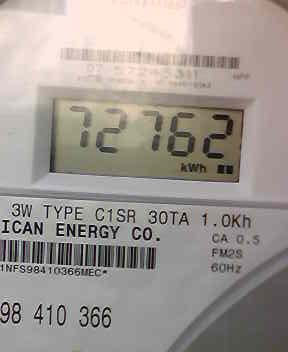 72762
kWh
3W TYPE C1SR 30TA 1.0Kh
ICAN ENERGY CO.
CA 0.5
FM2S
1NFS98410366MEC*
60Hz
98 410 366